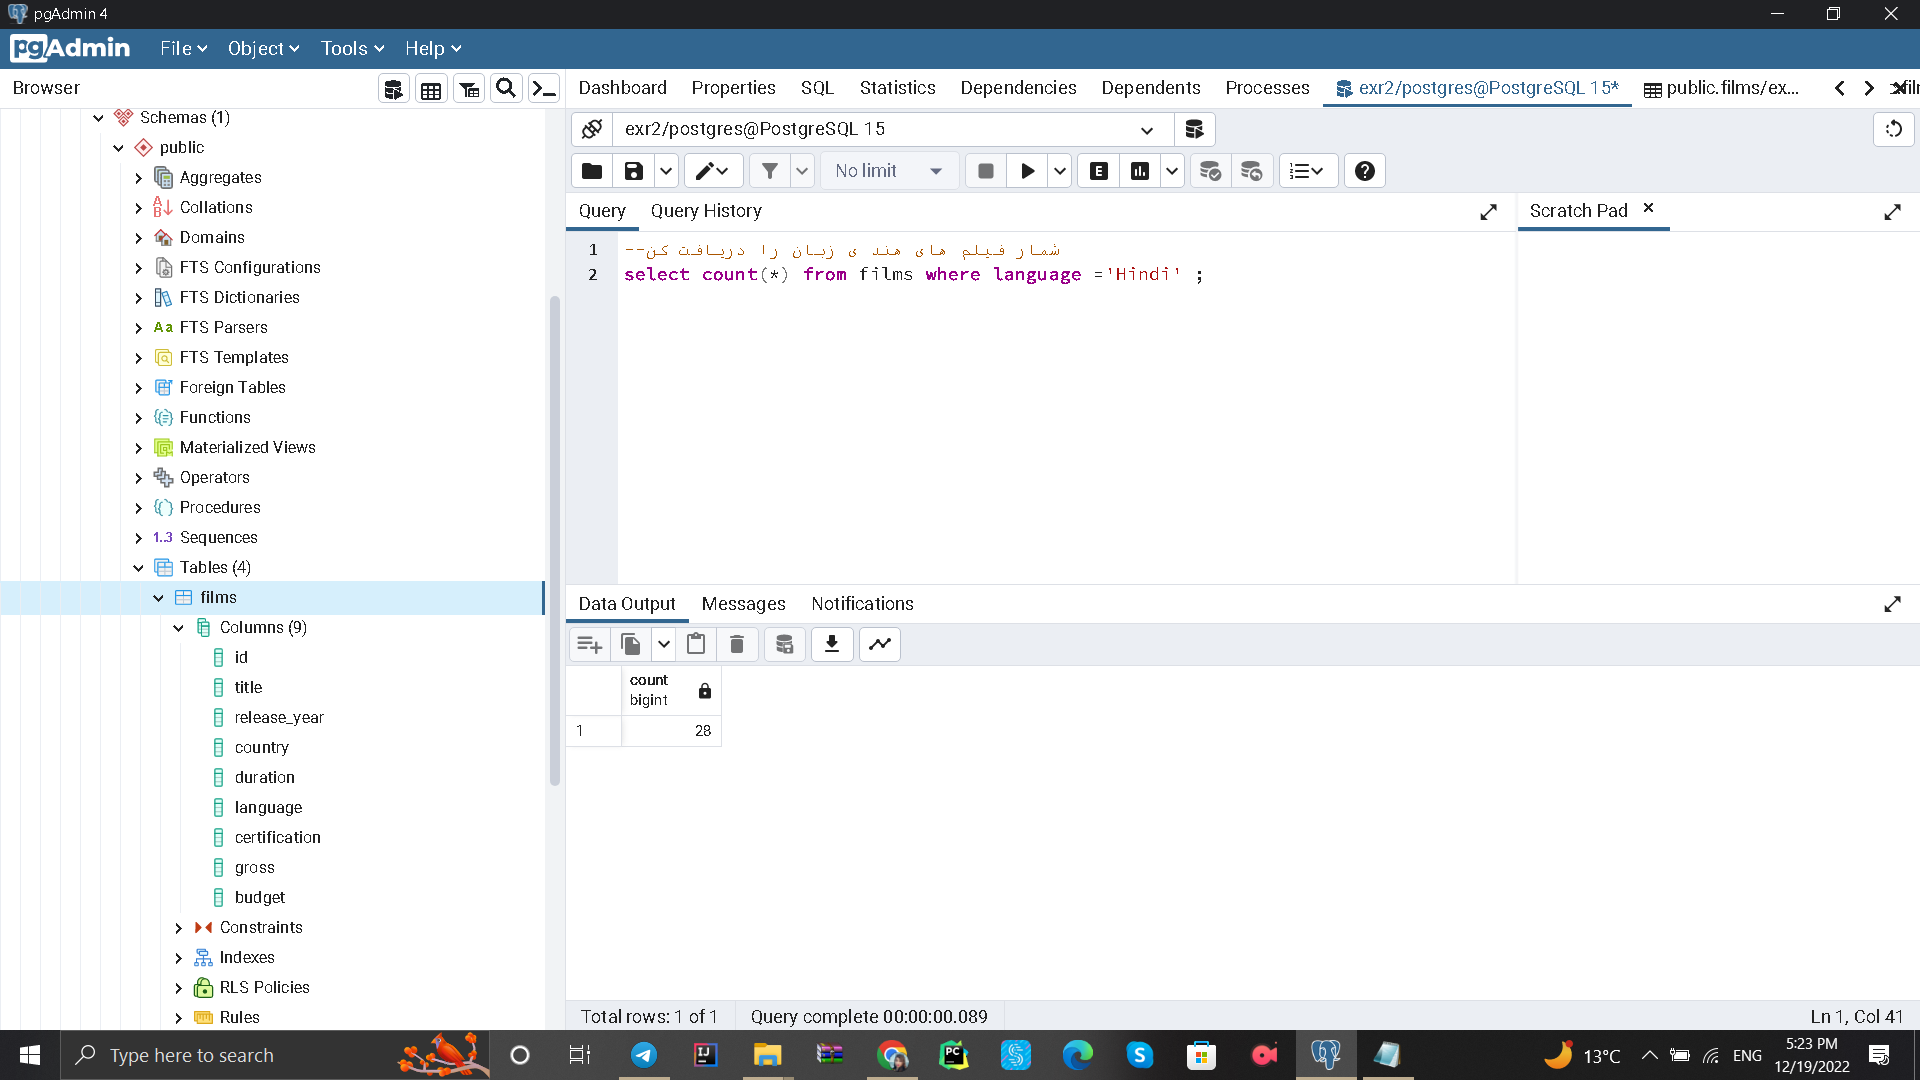 pgAdmin 4
pgAdmin File Object Tools Help
Browser
Dashboard Properties SQL Statistics Dependencies Dependents Processes exr2/postgres@PostgreSQL 15* public.films/ex...
exr2/postgres@PostgreSQL 15
No limit
Query Query History
Scratch Pad
1 --شمار فیلم های هند ی زبان را دریافت کن
2 select count(*) from films where language ='Hindi' ;
Schemas (1)
public
Aggregates
Collations
Domains
FTS Configurations
FTS Dictionaries
FTS Parsers
FTS Templates
Foreign Tables
Functions
Materialized Views
Operators
Procedures
1..3 Sequences
Tables (4)
films
Columns (9)
id
title
release_year
country
duration
language
certification
gross
budget
Constraints
Indexes
RLS Policies
Rules
Data Output Messages Notifications
count
bigint
1 28
Total rows: 1 of 1 Query complete 00:00:00.089 Ln 1, Col 41
Type here to search
13°C ENG
5:23 PM
12/19/2022